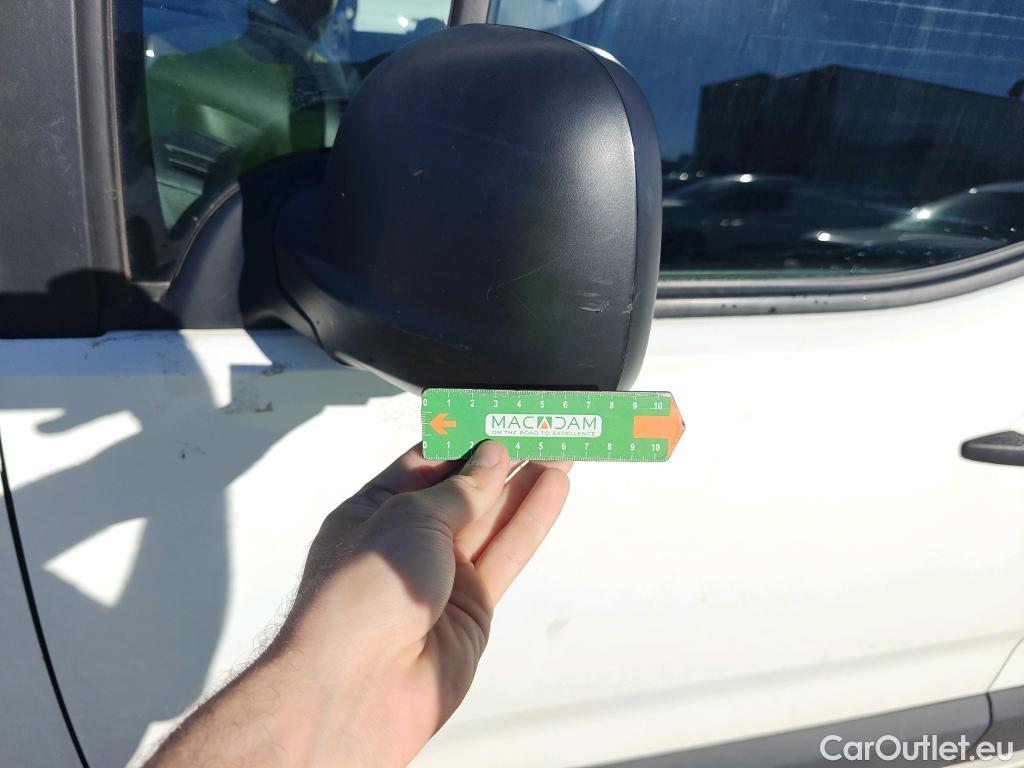 0 1 2 3 4 5 6 7 8 9 10
MACADAM
ON THE ROAD TO EXCELLENCE
0 1 2 4 5 6 7 8 9 10
CarOutlet.eu